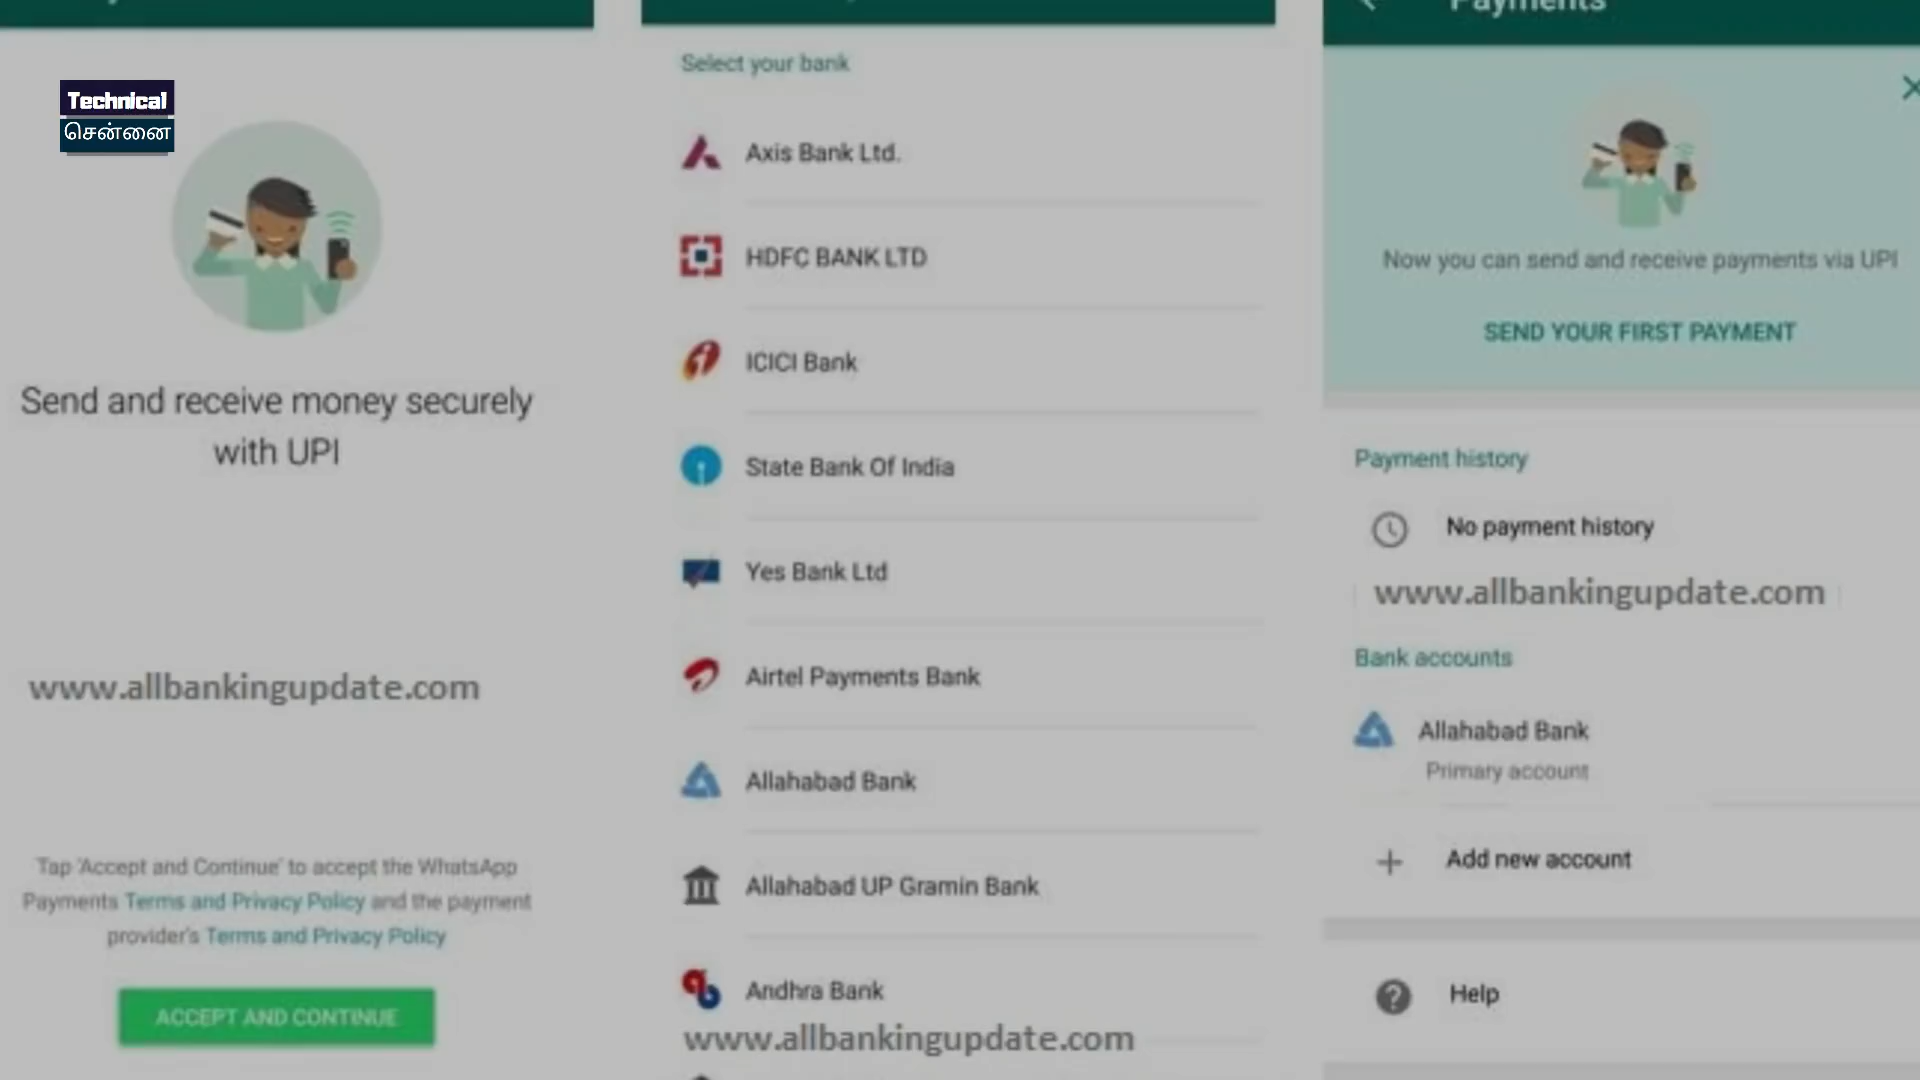 Technical
சென்னை
Send and receive money securely
with UPI
www.allbankingupdate.com
Tap 'Accept and Continue' to accept the WhatsApp
Payments Terms and Privacy Policy and the payment
provider's Terms and Privacy Policy
ACCEPT AND CONTINUE
Select your bank
Axis Bank Ltd.
HDFC BANK LTD
ICICI Bank
State Bank Of India
Yes Bank Ltd
Airtel Payments Bank
Allahabad Bank
Allahabad UP Gramin Bank
Andhra Bank
www.allbankingupdate.com
Payments
Now you can send and receive payments via UPI
SEND YOUR FIRST PAYMENT
Payment history
No payment history
www.allbankingupdate.com
Bank accounts
Allahabad Bank
Primary account
Add new account
Help